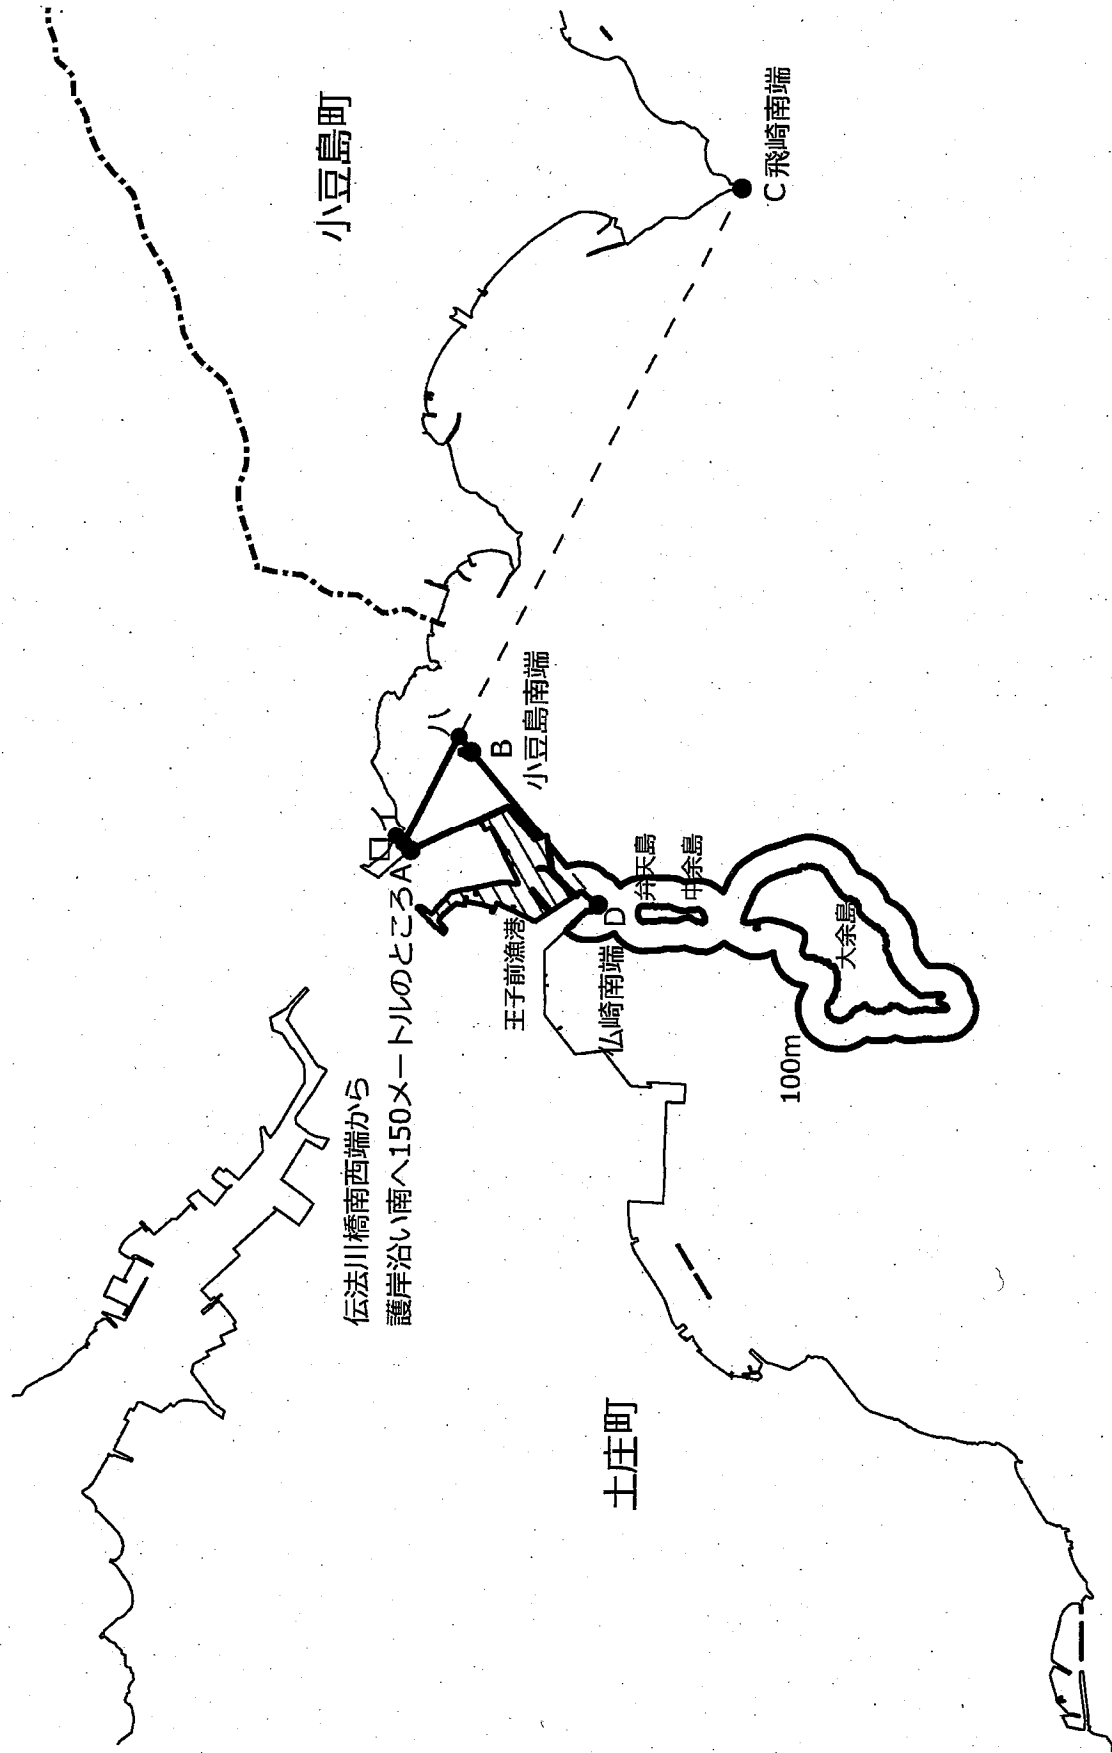 小豆島町
C 飛崎南端
ハ
B
小豆島南端
イ
ロ
A
伝法川橋南西端から
護岸沿い南へ150メートルのところ
王子前漁港
D
仏崎南端
弁天島
中余島
大余島
100m
土庄町